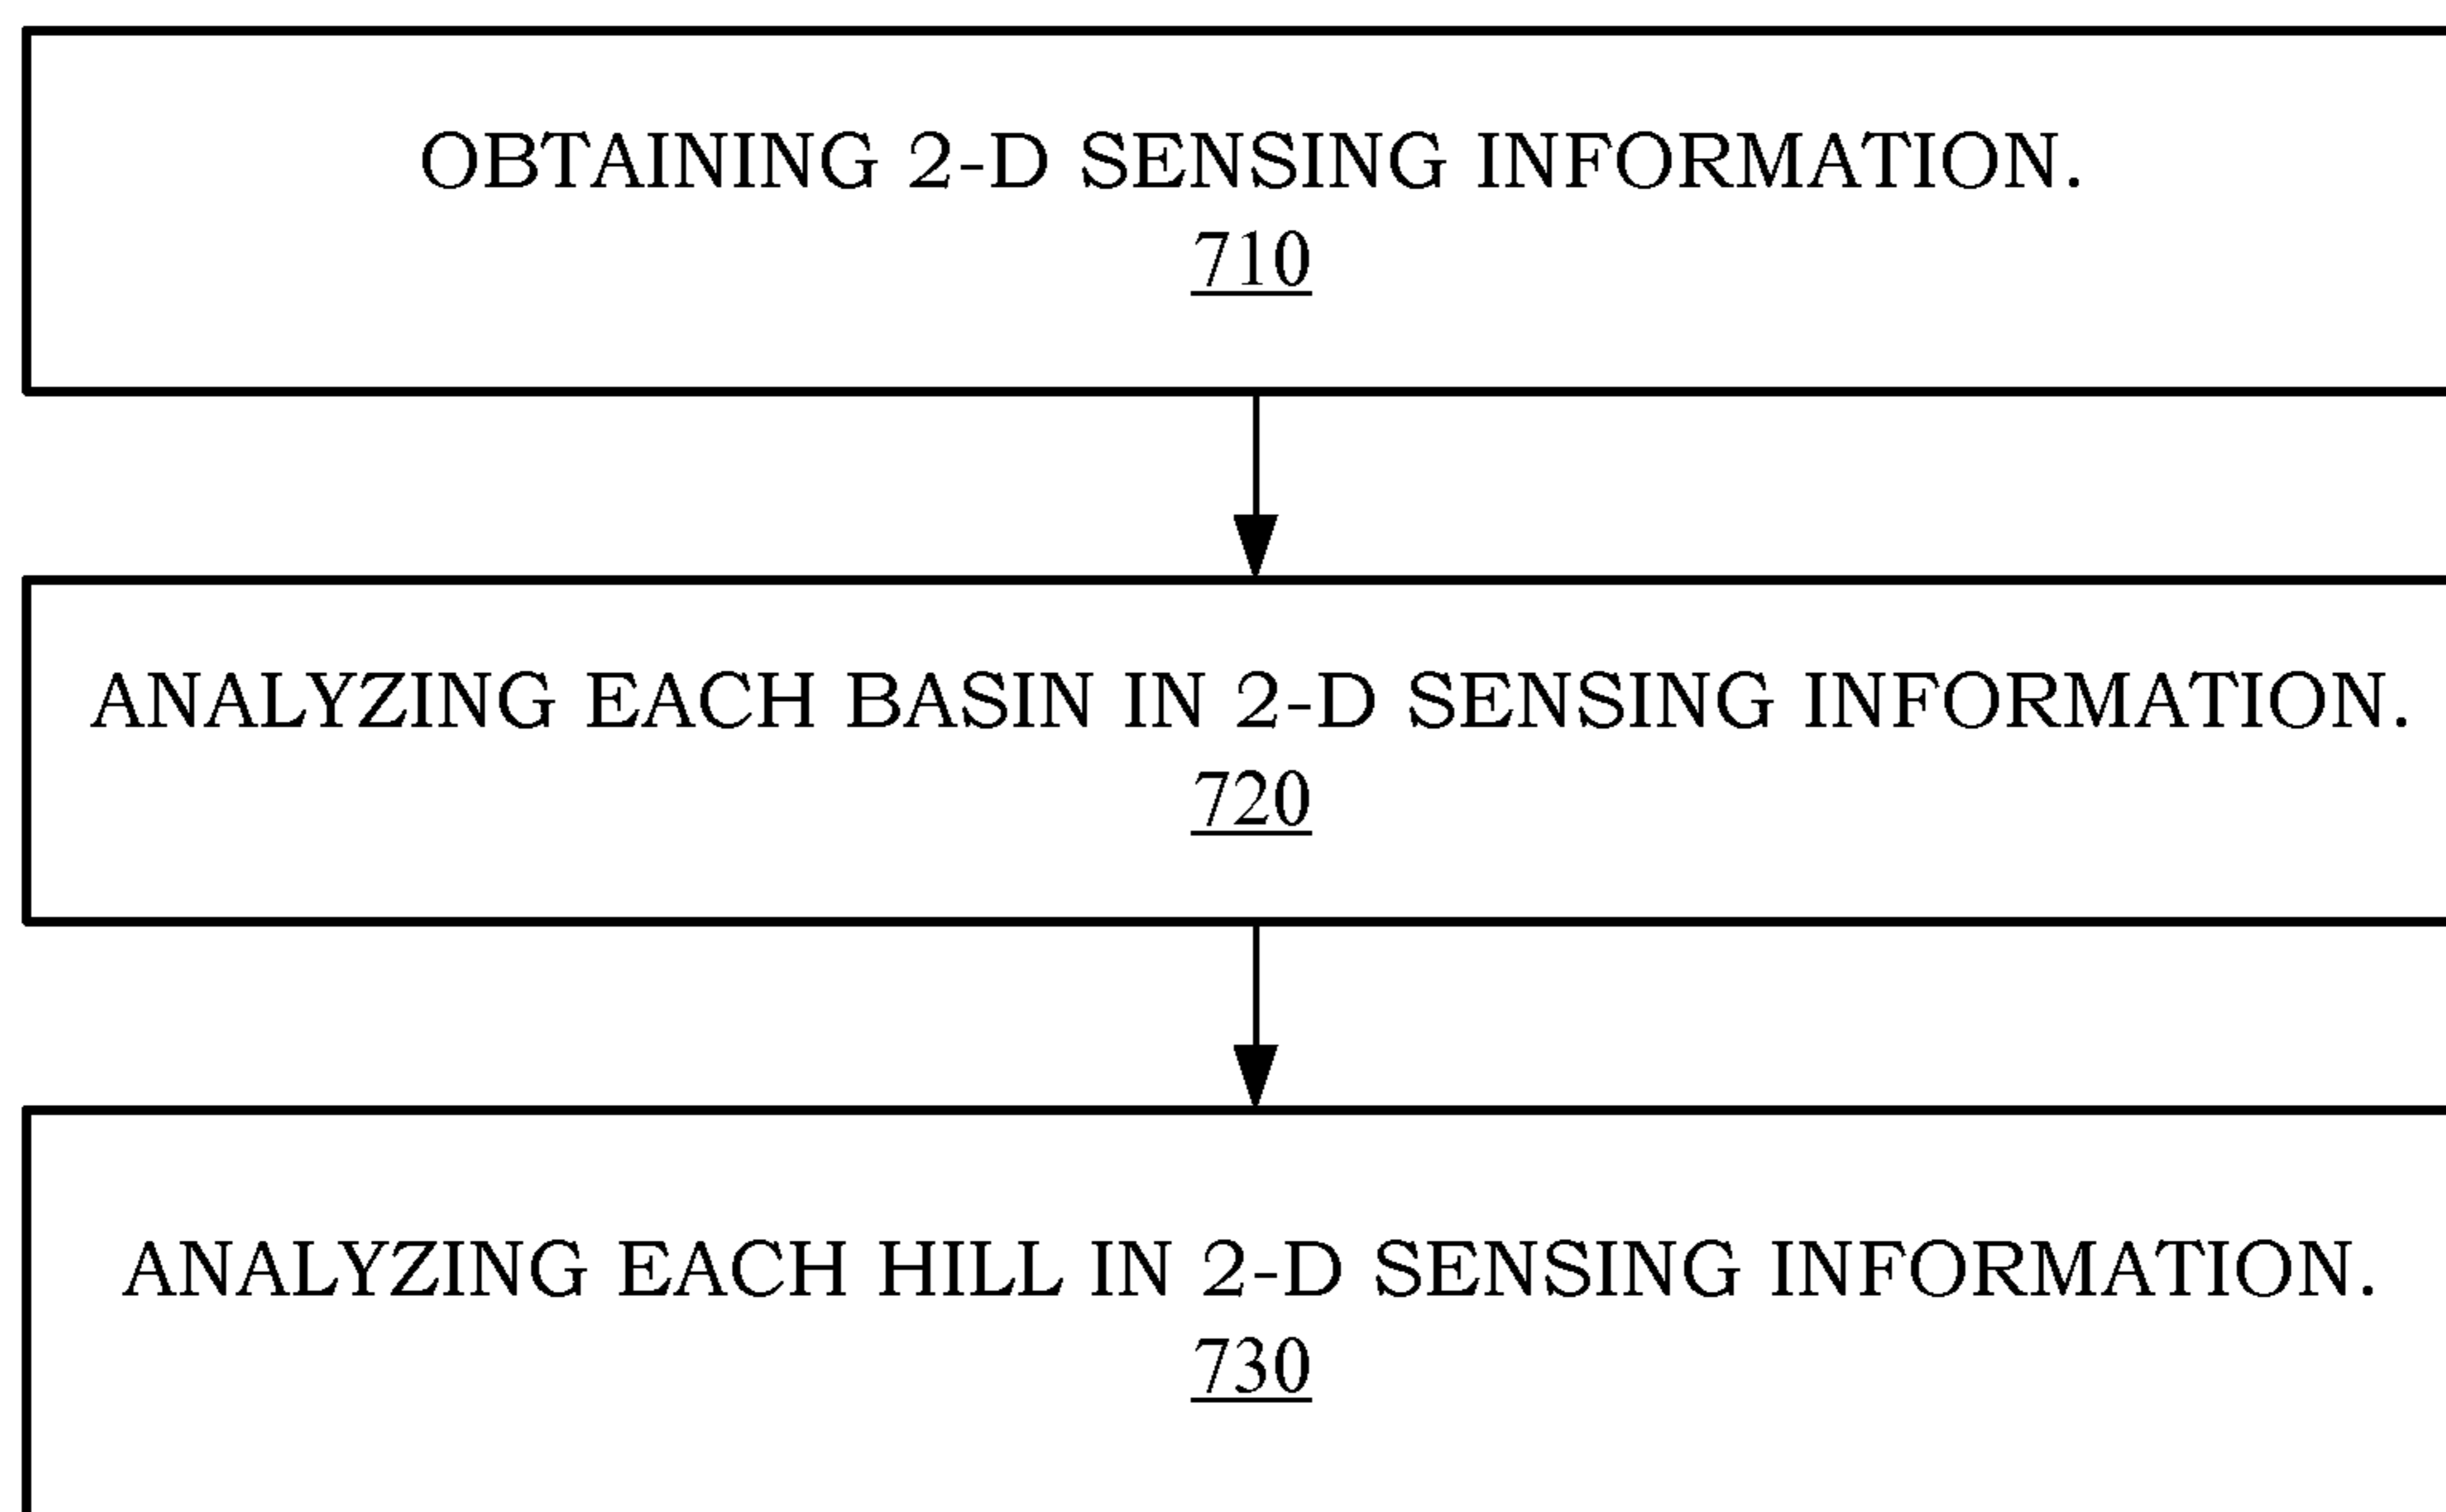 OBTAINING 2-D SENSING INFORMATION.
710
ANALYZING EACH BASIN IN 2-D SENSING INFORMATION.
720
ANALYZING EACH HILL IN 2-D SENSING INFORMATION.
730